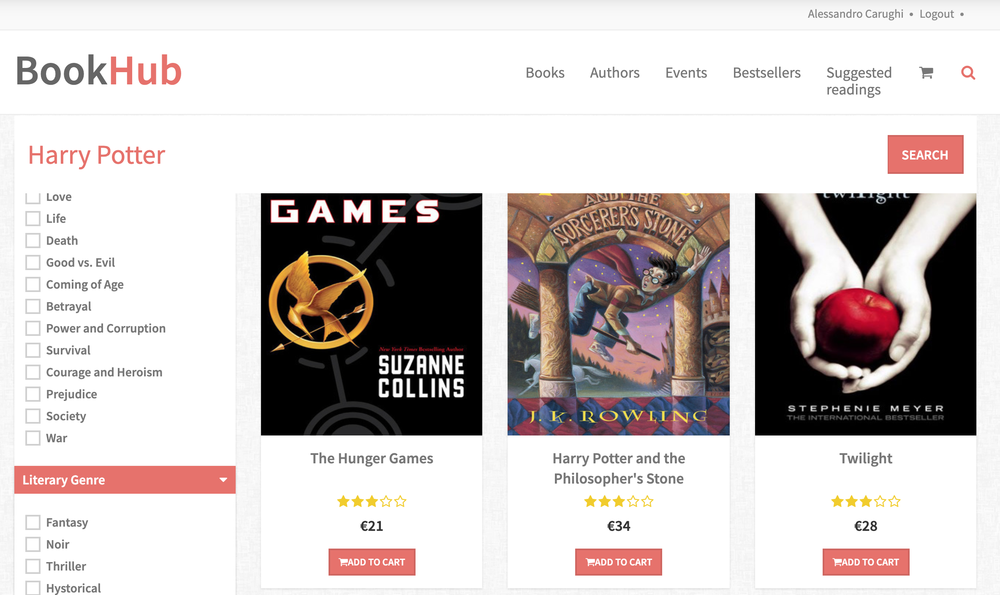 Alessandro Carughi • Logout •
BookHub
Books Authors Events Bestsellers Suggested readings
Harry Potter
SEARCH
Love
Life
Death
Good vs. Evil
Coming of Age
Betrayal
Power and Corruption
Survival
Courage and Heroism
Prejudice
Society
War
Literary Genre
Fantasy
Noir
Thriller
Hystorical
GAMES
New York Times Bestselling Author
SUZANNE
COLLINS
The Hunger Games
€21
ADD TO CART
AND THE
SORCERER'S STONE
J. K. ROWLING
Harry Potter and the
Philosopher's Stone
€34
ADD TO CART
twilight
STEPHENIE MEYER
THE INTERNATIONAL BESTSELLER
Twilight
€28
ADD TO CART